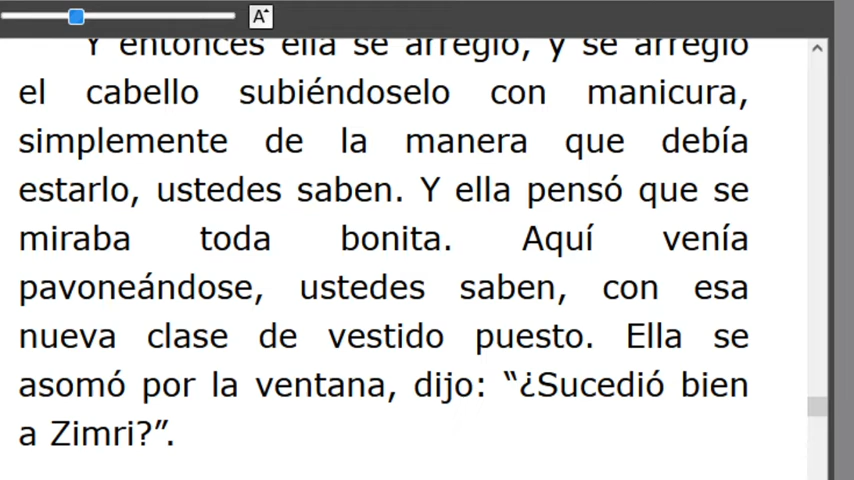 A
Y entonces ella se arregló, y se arregló
el cabello subiéndoselo con manicura,
simplemente de la manera que debía
estarlo, ustedes saben. Y ella pensó que se
miraba toda bonita. Aquí venía
pavoneándose, ustedes saben, con esa
nueva clase de vestido puesto. Ella se
asomó por la ventana, dijo: “¿Sucedió bien
a Zimri?”.